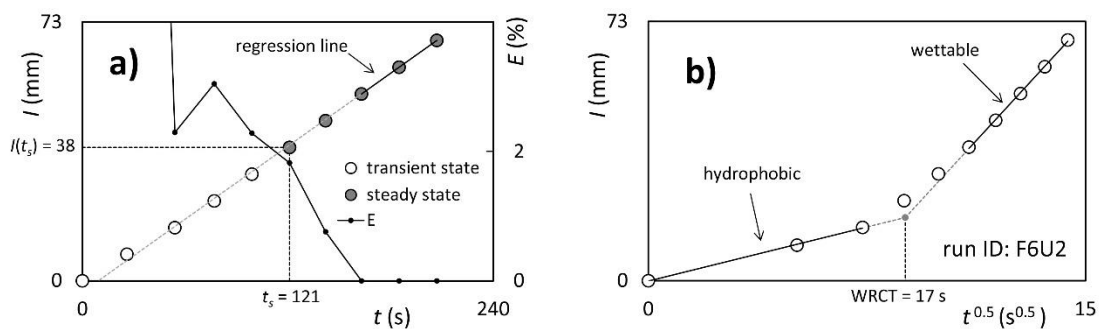 73
a)
regression line
I (mm)
E (%)
I(tₛ) = 38
2
transient state
steady state
E
0
0
0
tₛ = 121
240
t (s)
73
b)
wettable
I (mm)
hydrophobic
run ID: F6U2
0
0
WRCT = 17 s
15
t⁰·⁵ (s⁰·⁵)